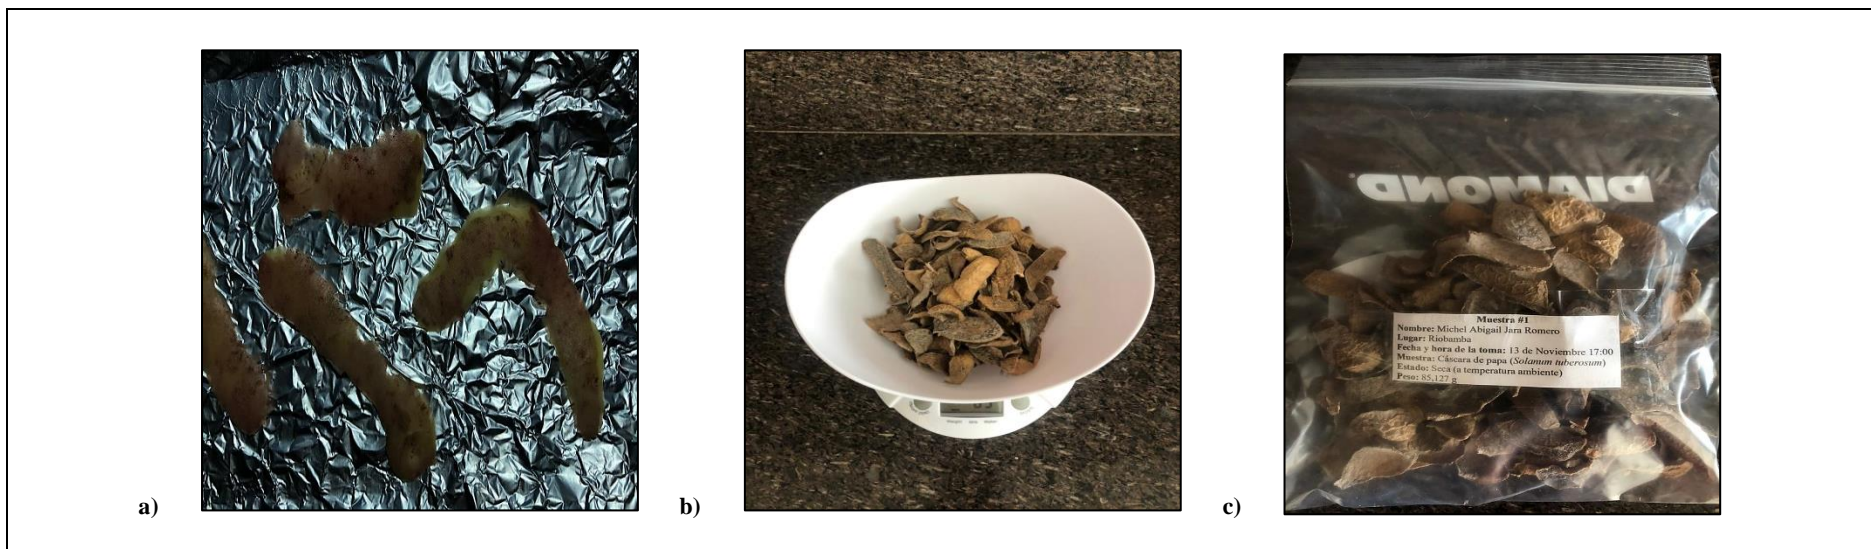 DIAMOND
Muestra #1
Nombre: Michel Abigail Jara Romero
Lugar: Riobamba
Fecha y hora de la toma: 13 de Noviembre 17:00
Muestra: Cáscara de papa (Solanum tuberosum)
Estado: Seca (a temperatura ambiente)
Peso: 85,127 g
a)
b)
c)